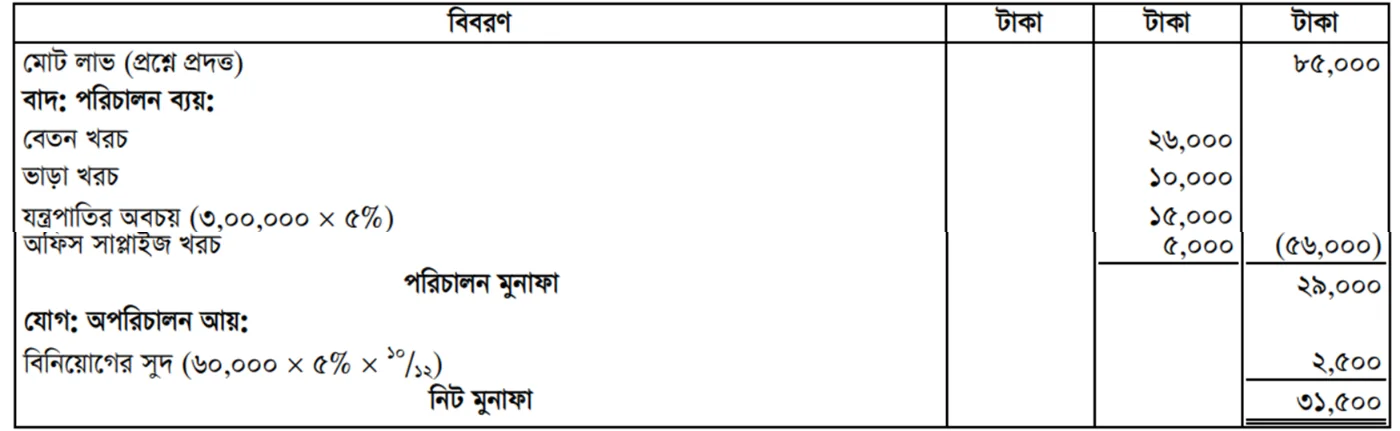 বিবরণ টাকা টাকা টাকা
মোট লাভ (প্রশ্নে প্রদত্ত) ৮৫,০০০
বাদ: পরিচালন ব্যয়:
বেতন খরচ ২৬,০০০
ভাড়া খরচ ১০,০০০
যন্ত্রপাতির অবচয় (৩,০০,০০০ × ৫%) ১৫,০০০
অফিস সাপ্লাইজ খরচ ৫,০০০ (৫৬,০০০)
পরিচালন মুনাফা ২৯,০০০
যোগ: অপরিচালন আয়:
বিনিয়োগের সুদ (৬০,০০০ × ৫% × ১০/১২) ২,৫০০
নিট মুনাফা ৩১,৫০০